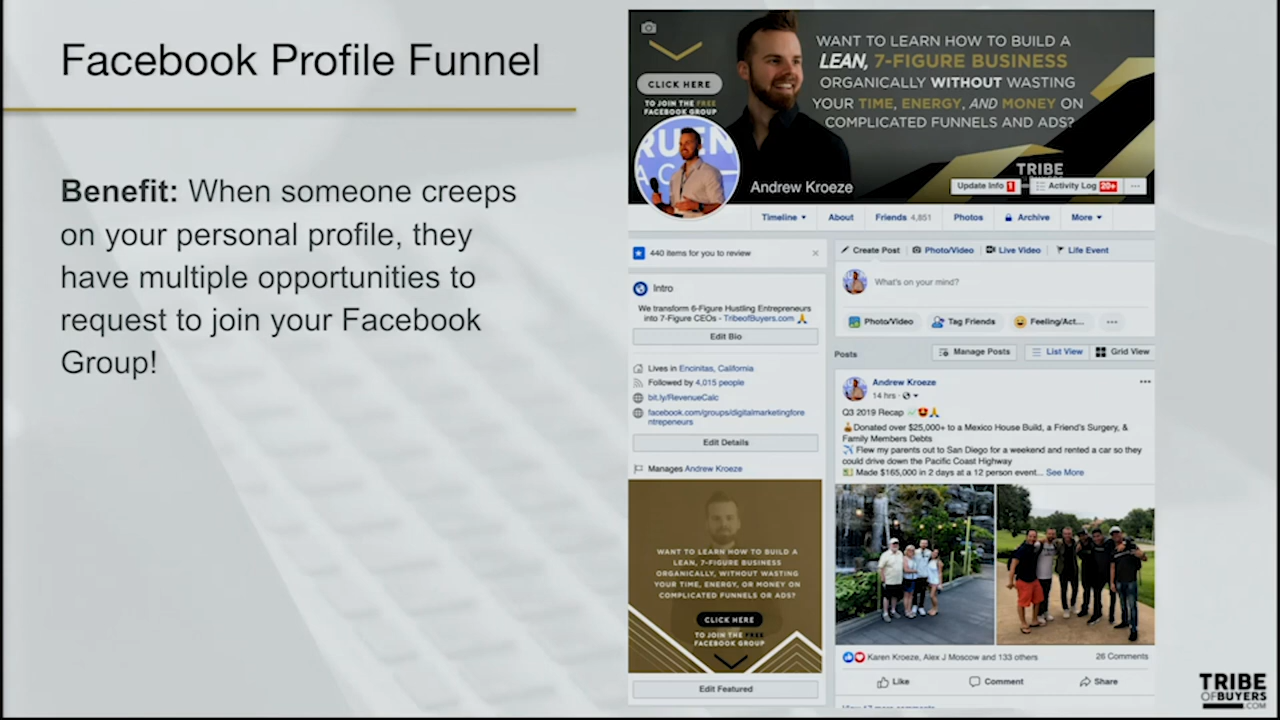 Facebook Profile Funnel
Benefit: When someone creeps
on your personal profile, they
have multiple opportunities to
request to join your Facebook
Group!
WANT TO LEARN HOW TO BUILD A
LEAN, 7-FIGURE BUSINESS
ORGANICALLY WITHOUT WASTING
YOUR TIME, ENERGY, AND MONEY ON
COMPLICATED FUNNELS AND ADS?
CLICK HERE
TO JOIN THE FREE
FACEBOOK GROUP
TRIBE
Andrew Kroeze
Update Info 1
Activity Log 20+
Timeline
About
Friends 4,851
Photos
Archive
More
440 items for you to review
Intro
We transform 6-Figure Hustling Entrepreneurs
into 7-Figure CEOs - TribeofBuyers.com 🙏
Edit Bio
Lives in Encinitas, California
Followed by 4,015 people
bit.ly/RevenueCalc
facebook.com/groups/digitalmarketingfore
ntrepeneurs
Edit Details
Manages Andrew Kroeze
WANT TO LEARN HOW TO BUILD A
LEAN, 7-FIGURE BUSINESS
ORGANICALLY, WITHOUT WASTING
YOUR TIME, ENERGY, OR MONEY ON
COMPLICATED FUNNELS OR ADS?
CLICK HERE
TO JOIN THE FREE
FACEBOOK GROUP
Edit Featured
Create Post
Photo/Video
Live Video
Life Event
What's on your mind?
Photo/Video
Tag Friends
Feeling/Act...
Posts
Manage Posts
List View
Grid View
Andrew Kroeze
14 hrs
Q3 2019 Recap
Donated over $25,000+ to a Mexico House Build, a Friend's Surgery, &
Family Members Debts
Flew my parents out to San Diego for a weekend and rented a car so they
could drive down the Pacific Coast Highway
Made $165,000 in 2 days at a 12 person event... See More
Karen Kroeze, Alex J Moscow and 133 others
26 Comments
Like
Comment
Share
TRIBE
OF BUYERS
.COM